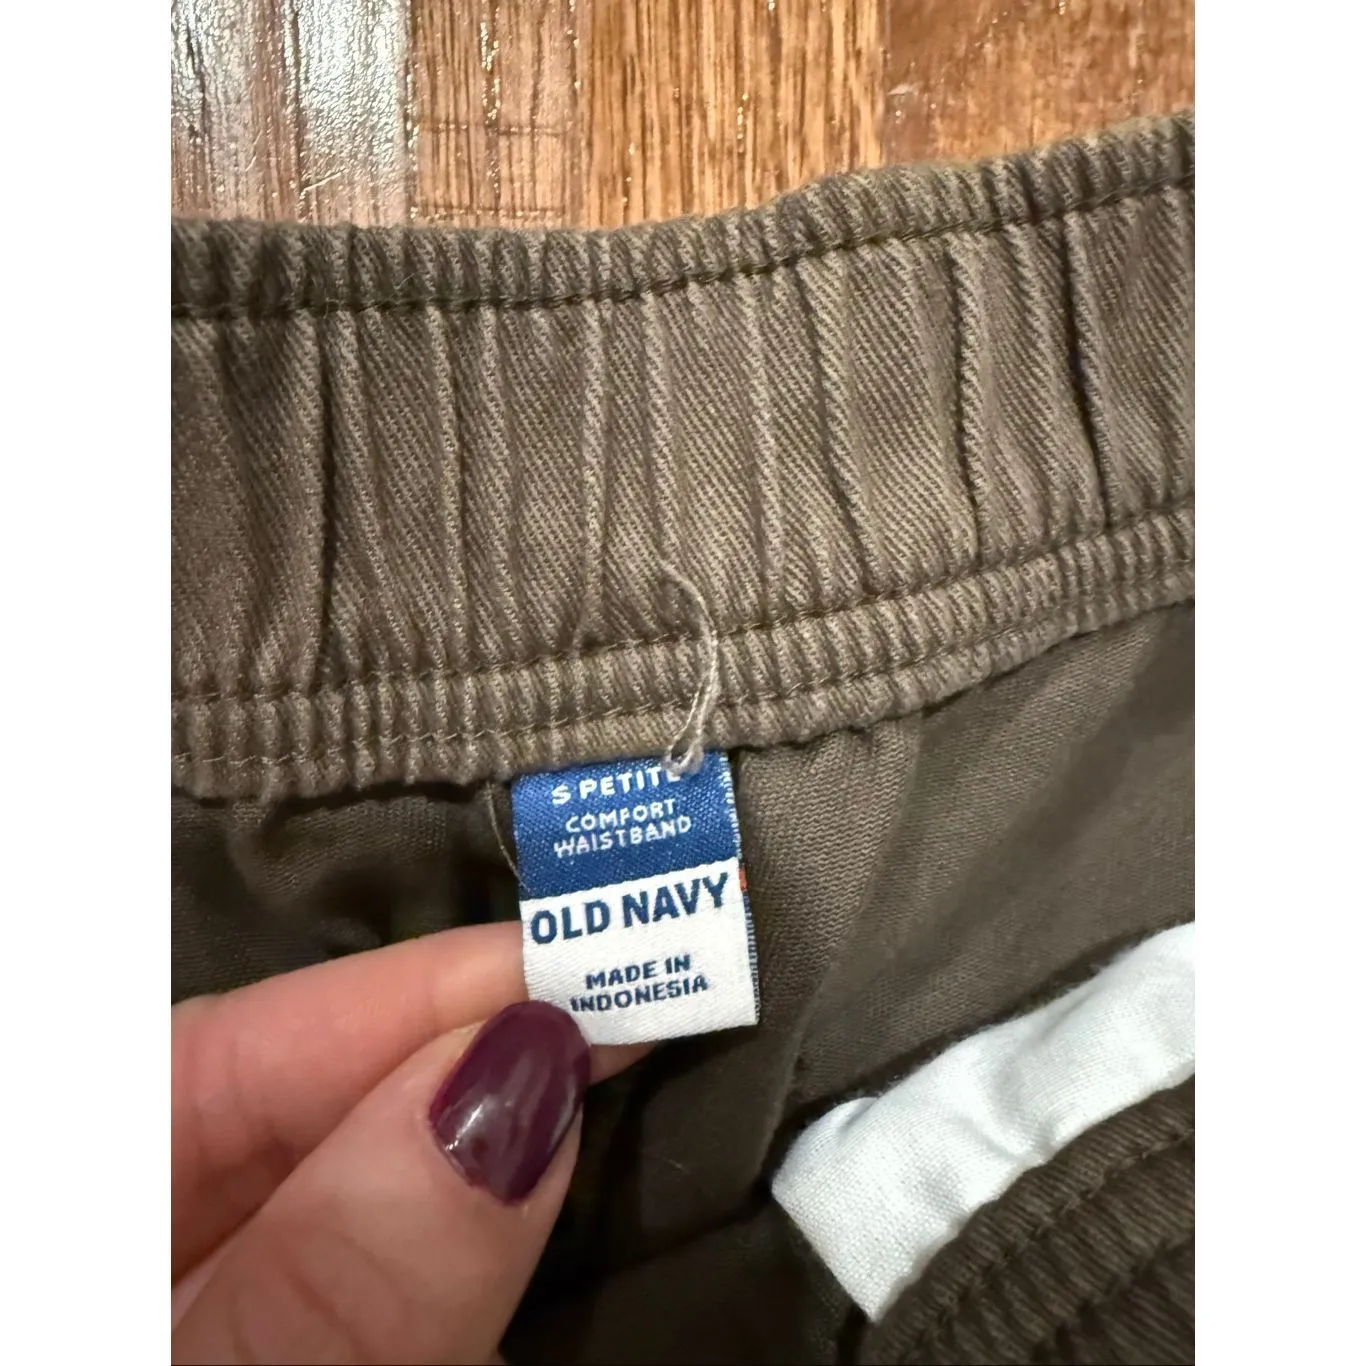 S PETITE
COMFORT
WAISTBAND
OLD NAVY
MADE IN
INDONESIA